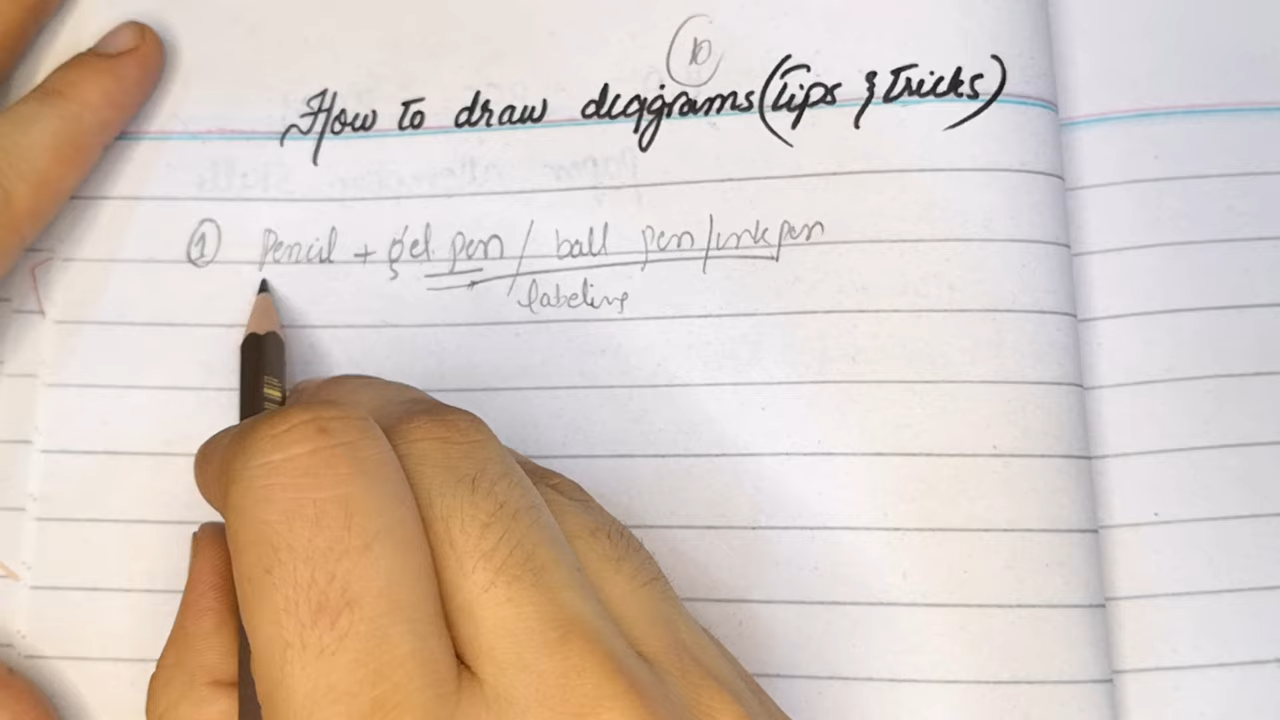 10
How to draw diagrams (Tips & Tricks)
① Pencil + gel pen / ball pen / ink pen
labeling